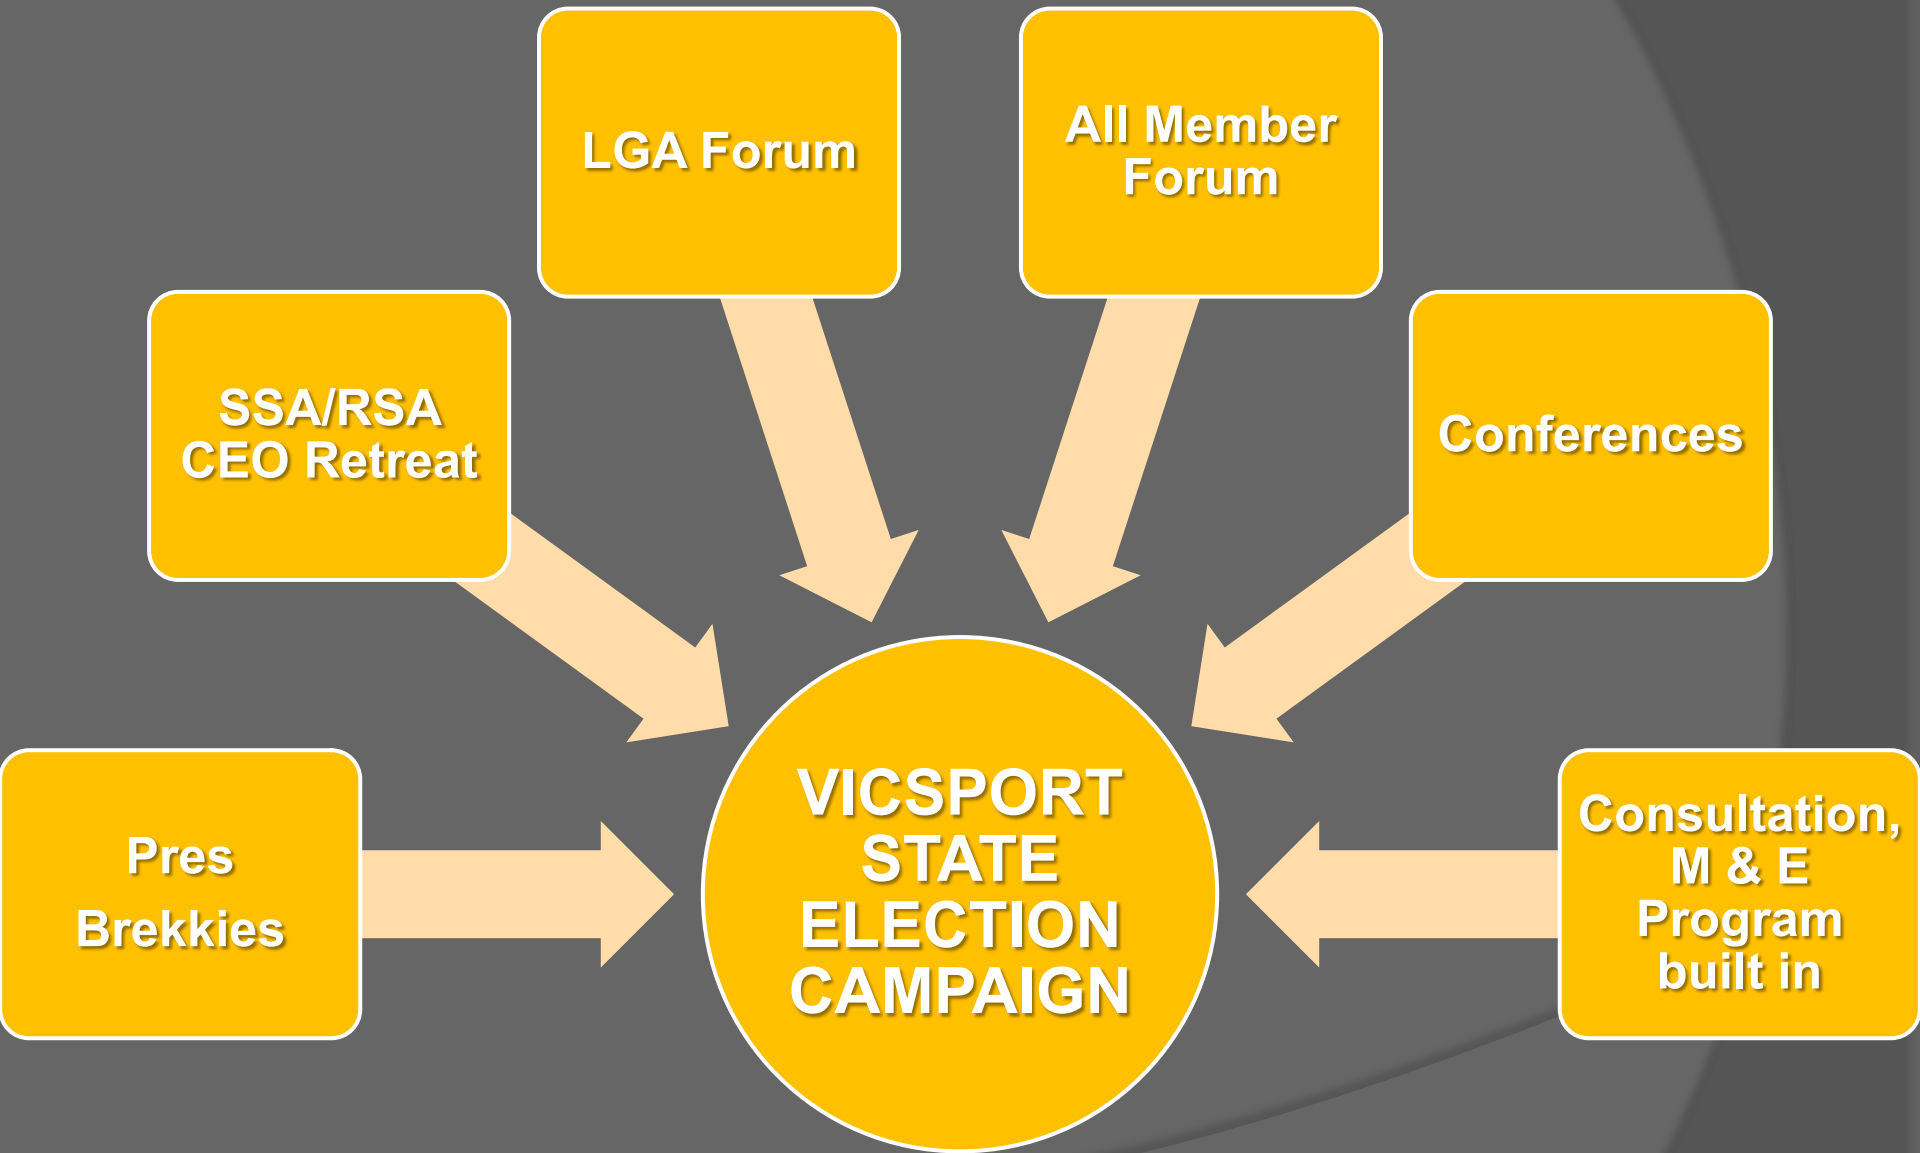 LGA Forum
All Member
Forum
SSA/RSA
CEO Retreat
Conferences
Pres
Brekkies
VICSPORT
STATE
ELECTION
CAMPAIGN
Consultation,
M & E
Program
built in